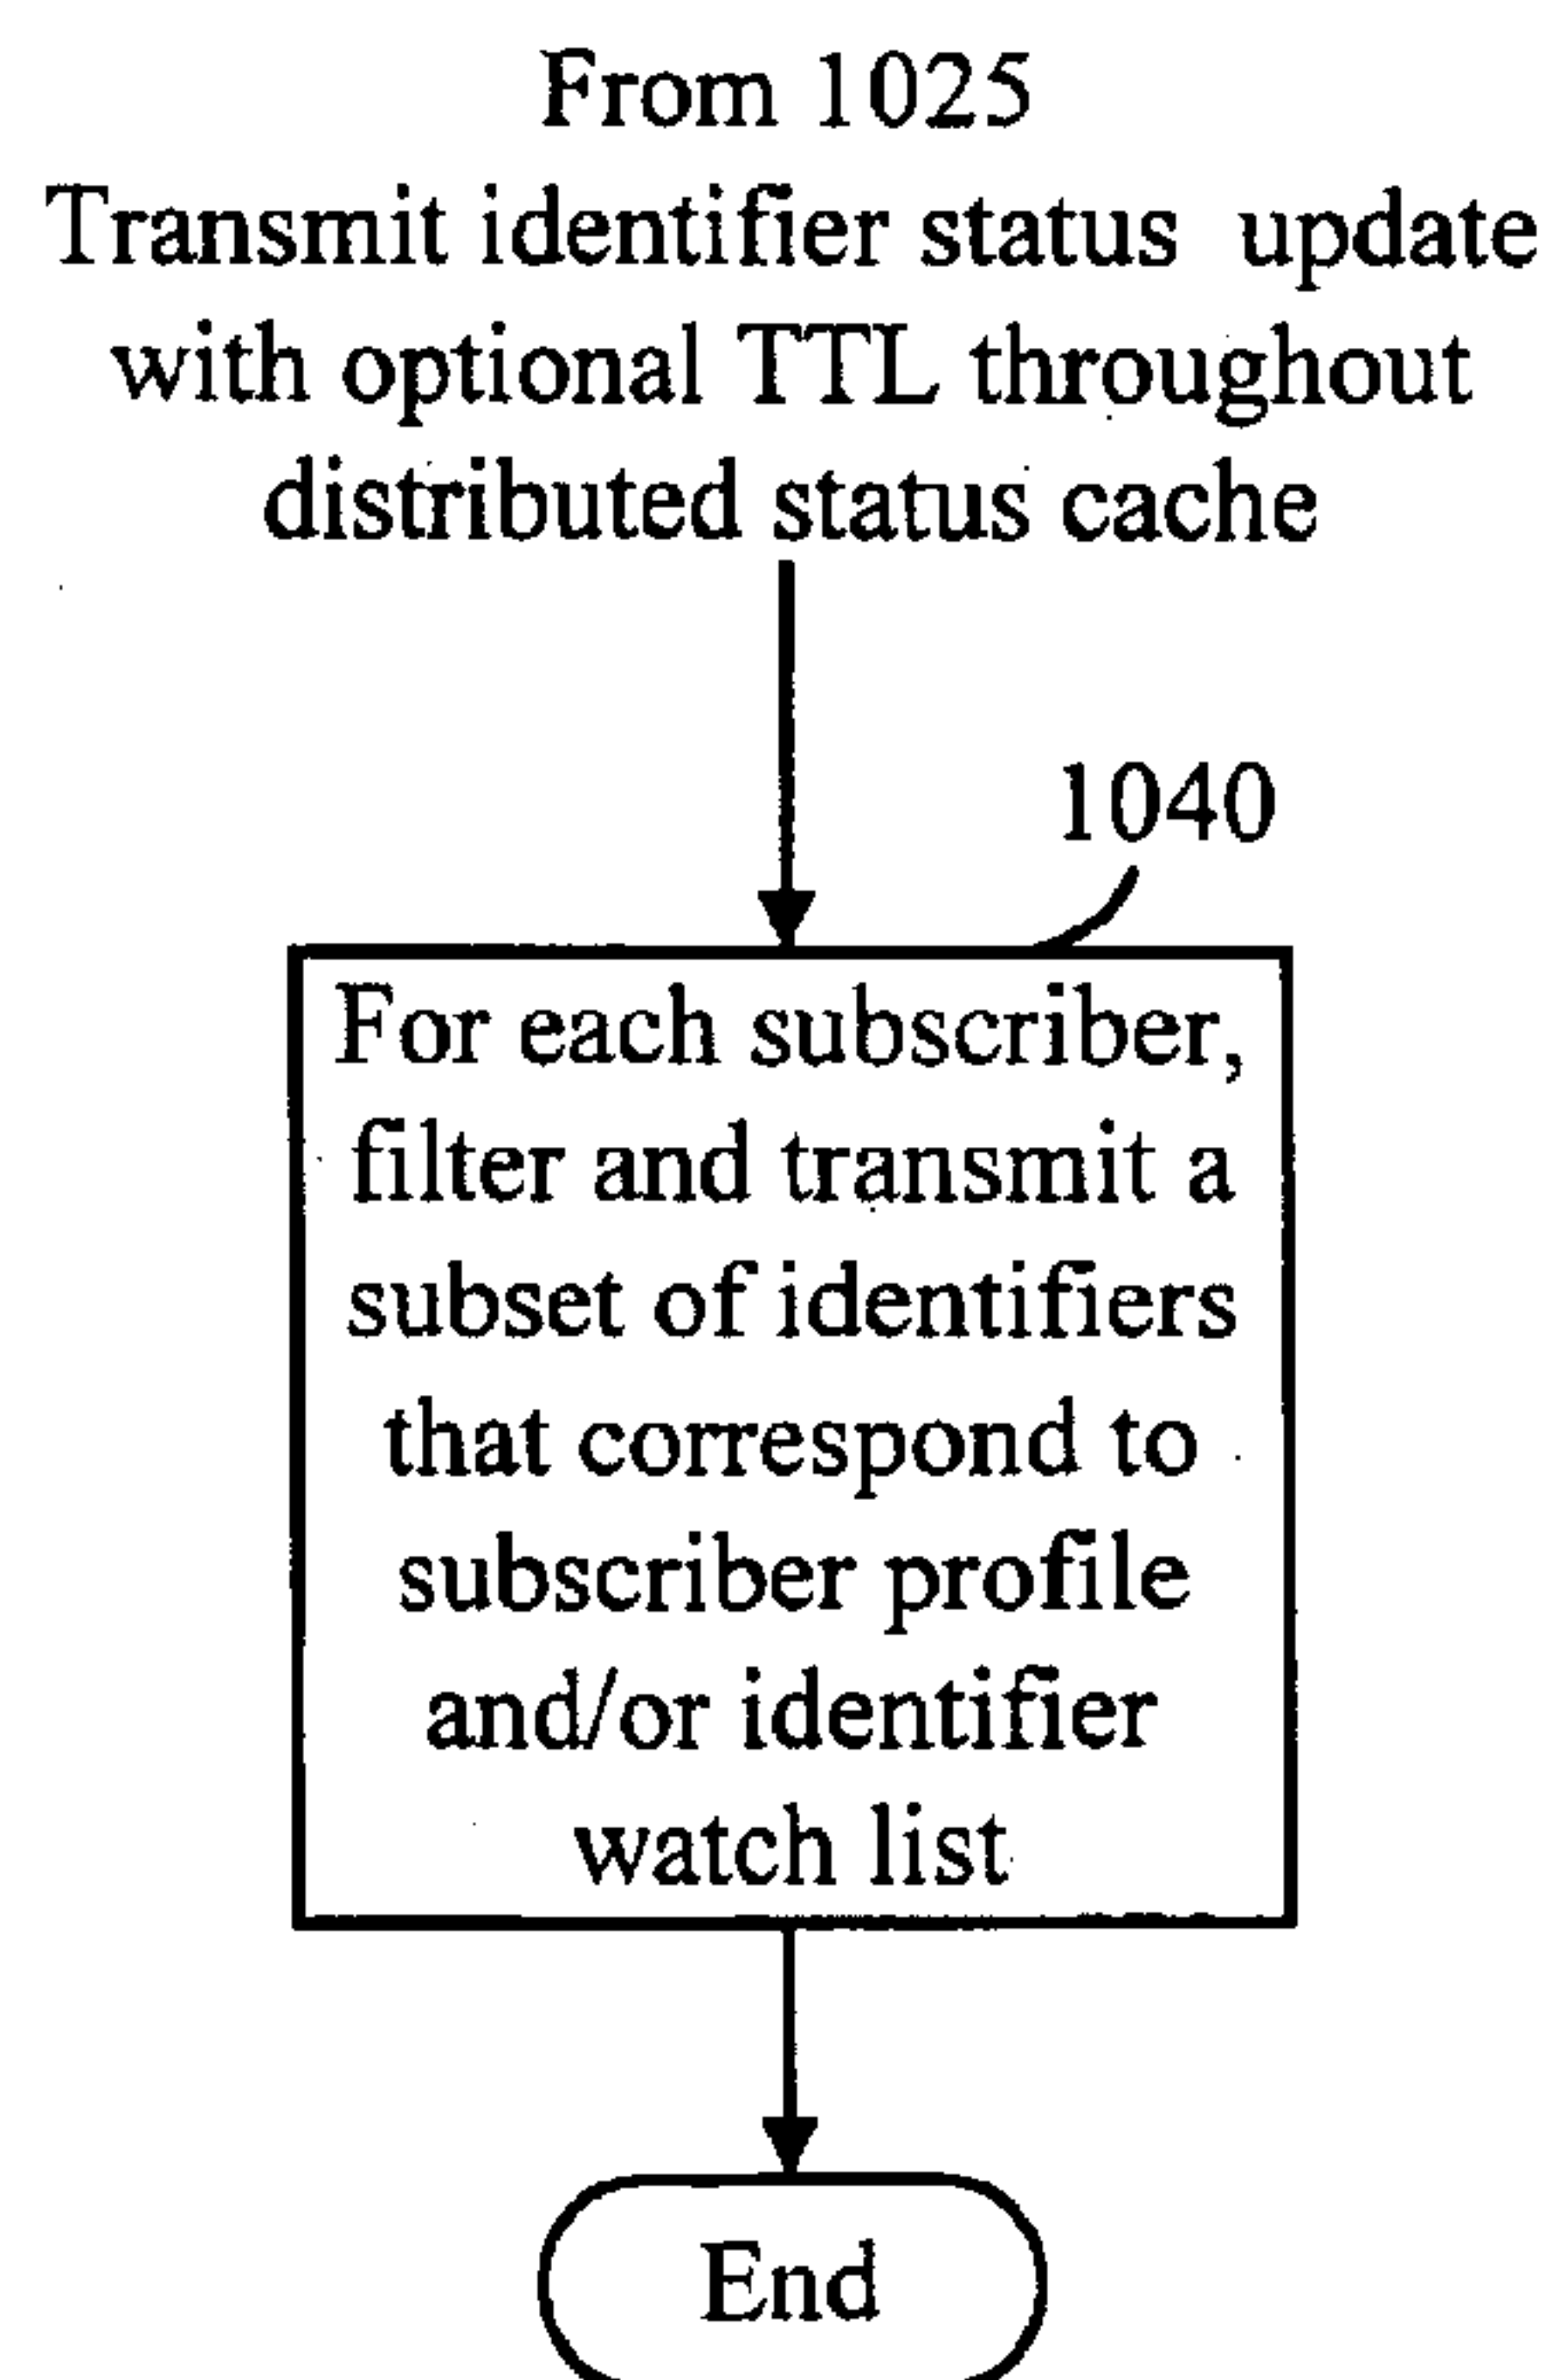 From 1025
Transmit identifier status update
with optional TTL throughout
distributed status cache
1040
For each subscriber,
filter and transmit a
subset of identifiers
that correspond to
subscriber profile
and/or identifier
watch list
End